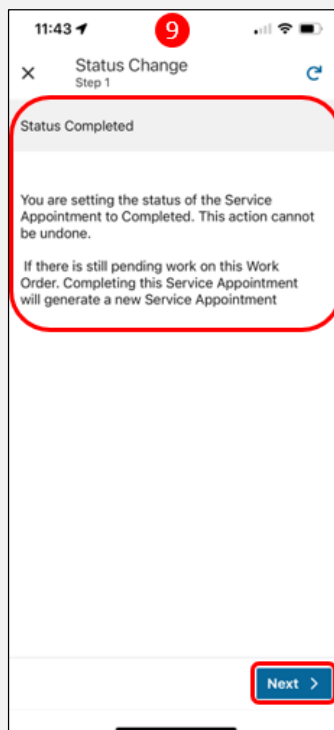 11:43
9
Status Change
Step 1
Status Completed
You are setting the status of the Service
Appointment to Completed. This action cannot
be undone.
If there is still pending work on this Work
Order. Completing this Service Appointment
will generate a new Service Appointment
Next